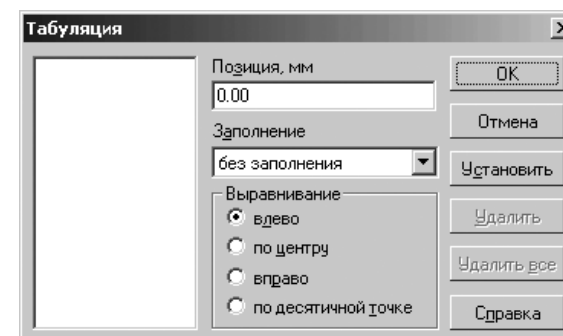 Табуляция
Позиция, мм
0.00
Заполнение
без заполнения
Выравнивание
влево
по центру
вправо
по десятичной точке
OK
Отмена
Установить
Удалить
Удалить все
Справка